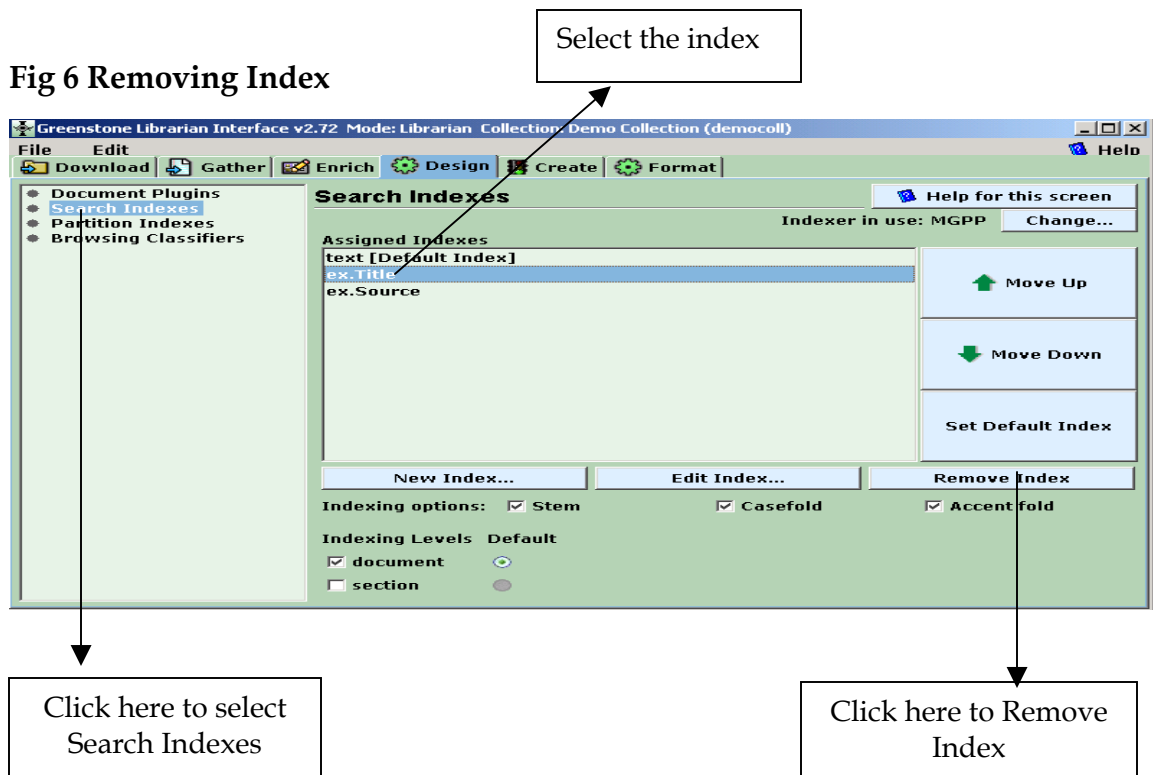 Select the index
Fig 6 Removing Index
Greenstone Librarian Interface v2.72 Mode: Librarian Collection: Demo Collection (democoll)
File Edit Help
Download Gather Enrich Design Create Format
Document Plugins
Search Indexes
Partition Indexes
Browsing Classifiers
Search Indexes Help for this screen
Indexer in use: MGPP Change...
Assigned Indexes
text [Default Index]
ex.Title
ex.Source
Move Up
Move Down
Set Default Index
New Index... Edit Index... Remove Index
Indexing options: Stem Casefold Accent fold
Indexing Levels Default
document
section
Click here to select
Search Indexes
Click here to Remove
Index